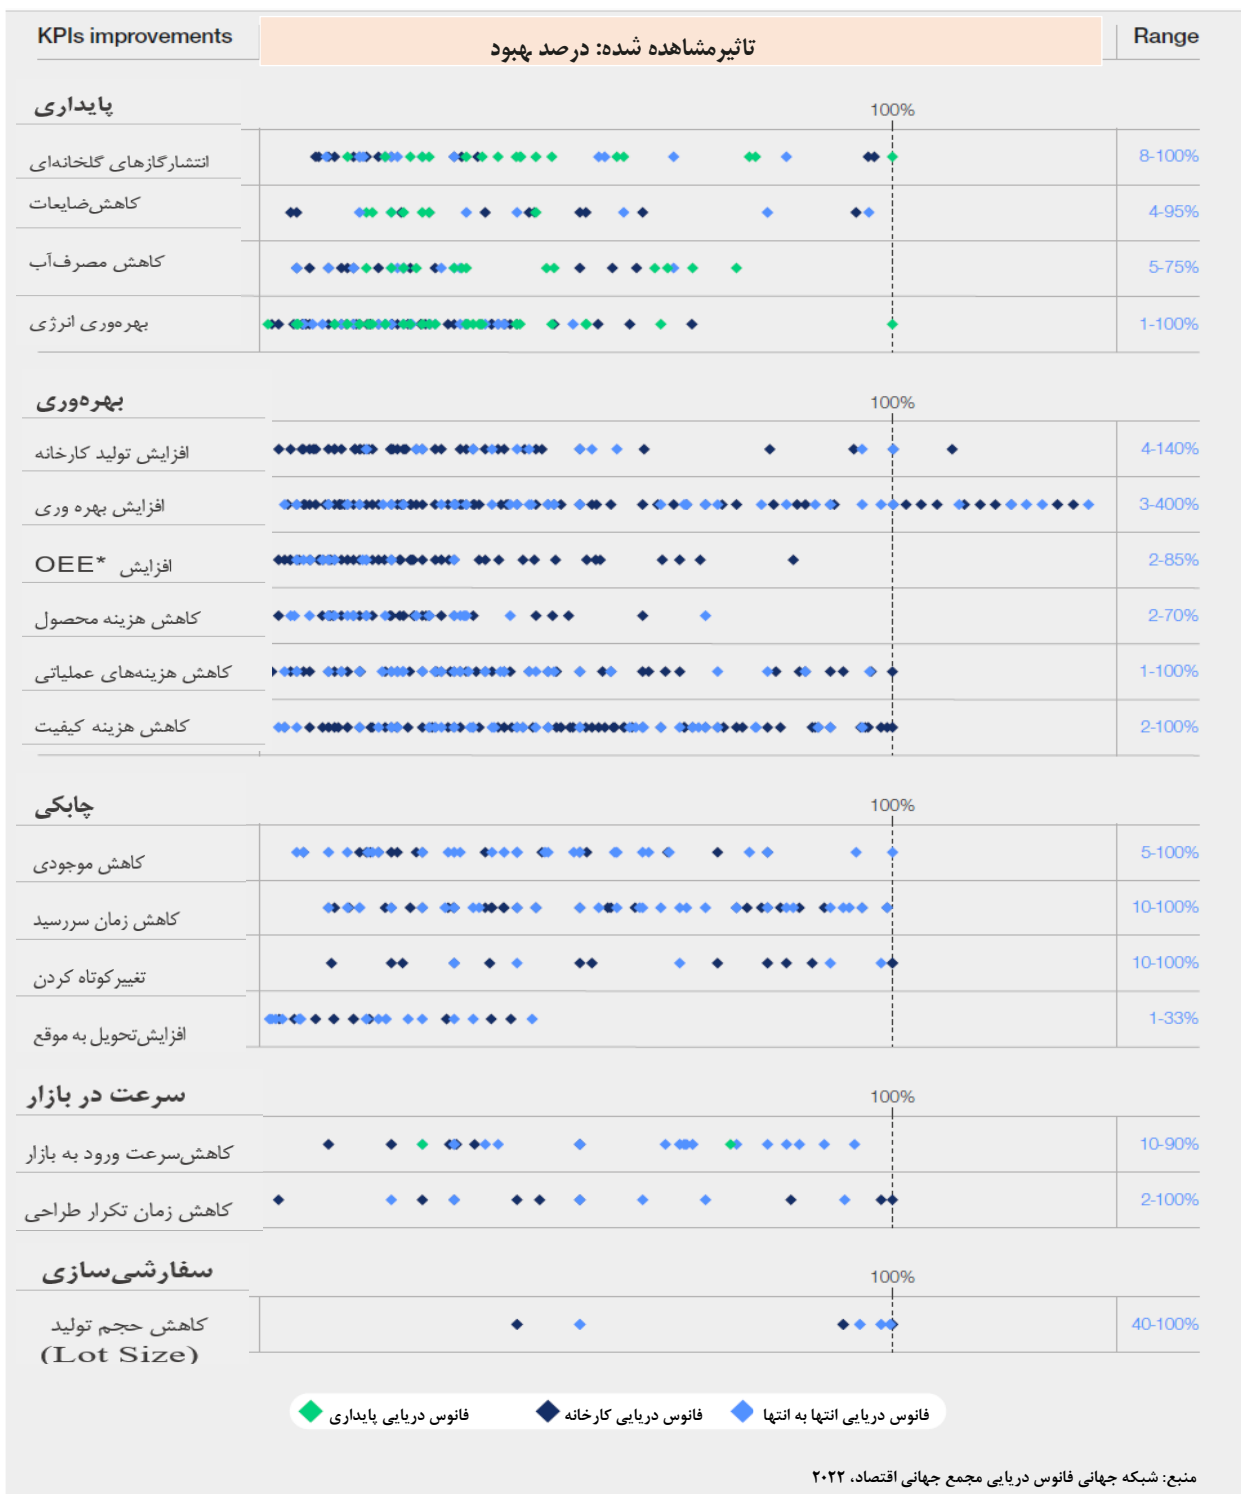 KPIs improvements
تاثیرمشاهده شده: درصد بهبود
Range
پایداری
100%
انتشارگازهای گلخانه‌ای
8-100%
کاهش‌ضایعات
4-95%
کاهش مصرف‌آب
5-75%
بهره‌وری انرژی
1-100%
بهره‌وری
100%
افزایش تولید کارخانه
4-140%
افزایش بهره وری
3-400%
افزایش OEE*
2-85%
کاهش هزینه محصول
2-70%
کاهش هزینه‌های عملیاتی
1-100%
کاهش هزینه کیفیت
2-100%
چابکی
100%
کاهش موجودی
5-100%
کاهش زمان سررسید
10-100%
تغییرکوتاه کردن
10-100%
افزایش‌تحویل به موقع
1-33%
سرعت در بازار
100%
کاهش‌سرعت ورود به بازار
10-90%
کاهش زمان تکرار طراحی
2-100%
سفارشی‌سازی
100%
کاهش حجم تولید
(Lot Size)
40-100%
فانوس دریایی انتها به انتها
فانوس دریایی کارخانه
فانوس دریایی پایداری
منبع: شبکه جهانی فانوس دریایی مجمع جهانی اقتصاد، ۲۰۲۲